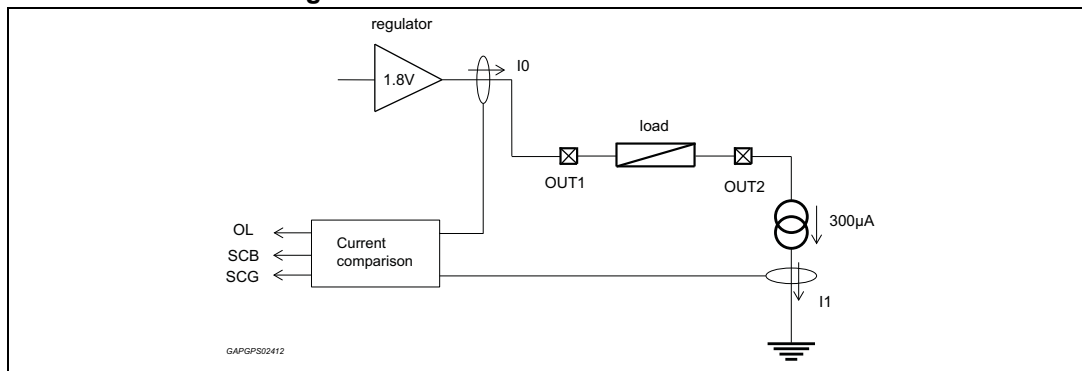 regulator
1.8V
I0
load
OUT1
OUT2
300µA
OL
SCB
SCG
Current
comparison
I1
GAPGPS02412